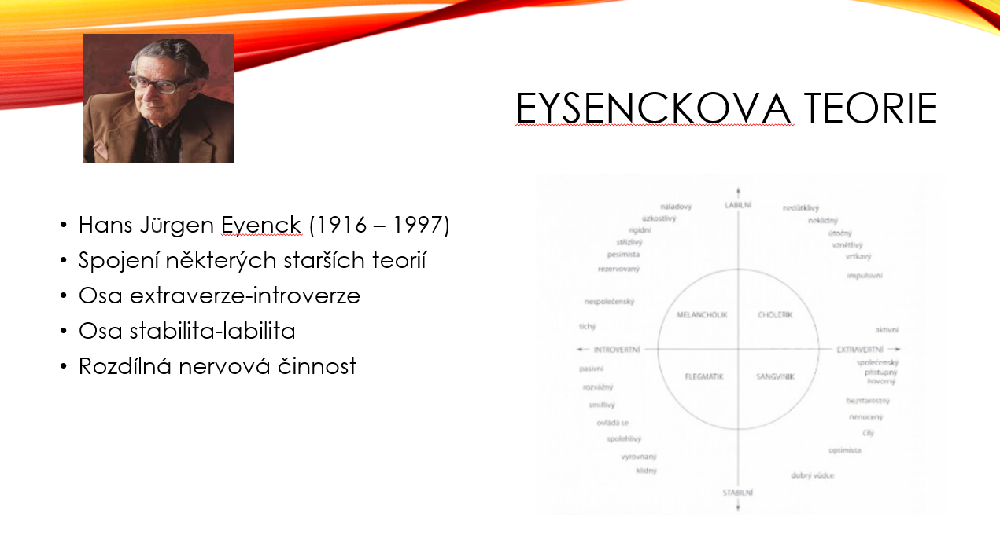 EYSENCKOVA TEORIE
• Hans Jürgen Eyenck (1916 – 1997)
• Spojení některých starších teorií
• Osa extraverze-introverze
• Osa stabilita-labilita
• Rozdílná nervová činnost
LABILNÍ
náladový
úzkostlivý
rigidní
střízlivý
pesimista
rezervovaný
nespolečenský
tichý
nedůtklivý
neklidný
útočný
vznětlivý
vrtkavý
impulsivní
aktivní
MELANCHOLIK
CHOLERIK
INTROVERTNÍ
EXTRAVERTNÍ
FLEGMATIK
SANGVINIK
pasivní
rozvážný
smířlivý
ovládá se
spolehlivý
vyrovnaný
klidný
společenský
přístupný
hovorný
bezstarostný
nenucený
čilý
optimista
dobrý vůdce
STABILNÍ